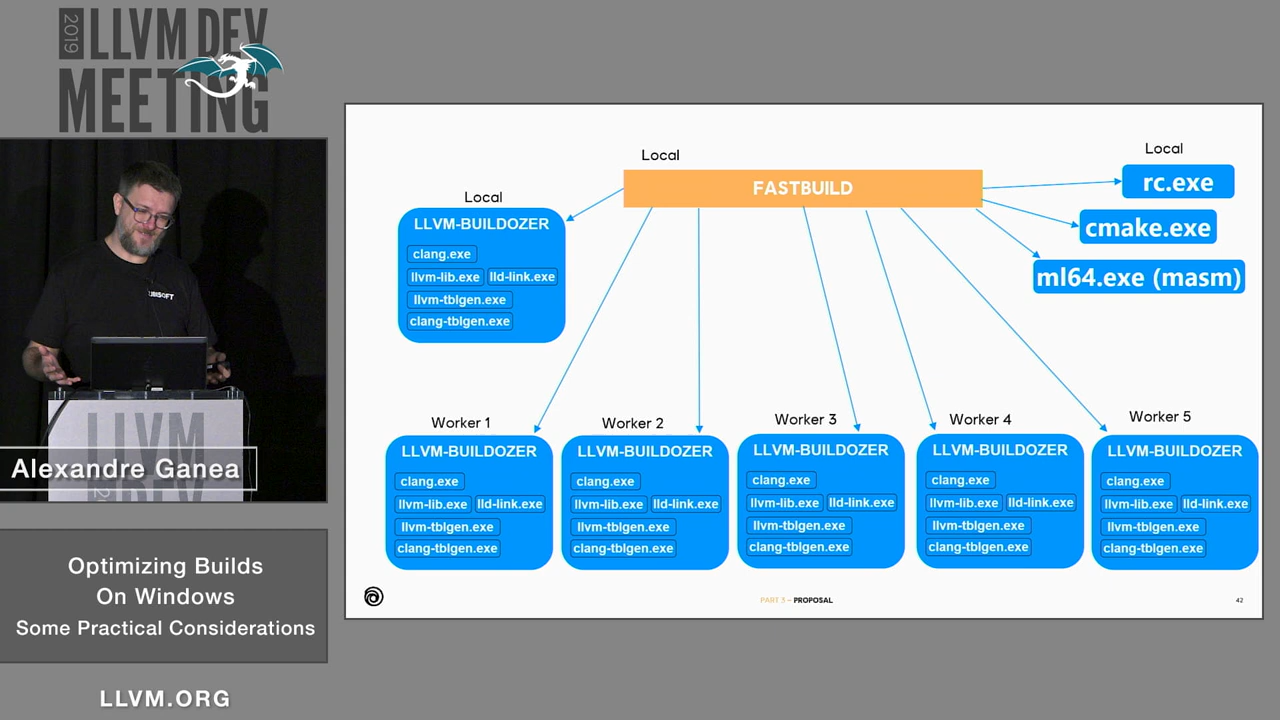 2019 LLVM DEV
MEETING
UBISOFT
LLVM
Alexandre Ganea
Optimizing Builds
On Windows
Some Practical Considerations
LLVM.ORG
Local
FASTBUILD
Local
rc.exe
cmake.exe
ml64.exe (masm)
Local
LLVM-BUILDOZER
clang.exe
llvm-lib.exe lld-link.exe
llvm-tblgen.exe
clang-tblgen.exe
Worker 1
LLVM-BUILDOZER
clang.exe
llvm-lib.exe lld-link.exe
llvm-tblgen.exe
clang-tblgen.exe
Worker 2
LLVM-BUILDOZER
clang.exe
llvm-lib.exe lld-link.exe
llvm-tblgen.exe
clang-tblgen.exe
Worker 3
LLVM-BUILDOZER
clang.exe
llvm-lib.exe lld-link.exe
llvm-tblgen.exe
clang-tblgen.exe
Worker 4
LLVM-BUILDOZER
clang.exe
llvm-lib.exe lld-link.exe
llvm-tblgen.exe
clang-tblgen.exe
Worker 5
LLVM-BUILDOZER
clang.exe
llvm-lib.exe lld-link.exe
llvm-tblgen.exe
clang-tblgen.exe
PART 3 – PROPOSAL
42